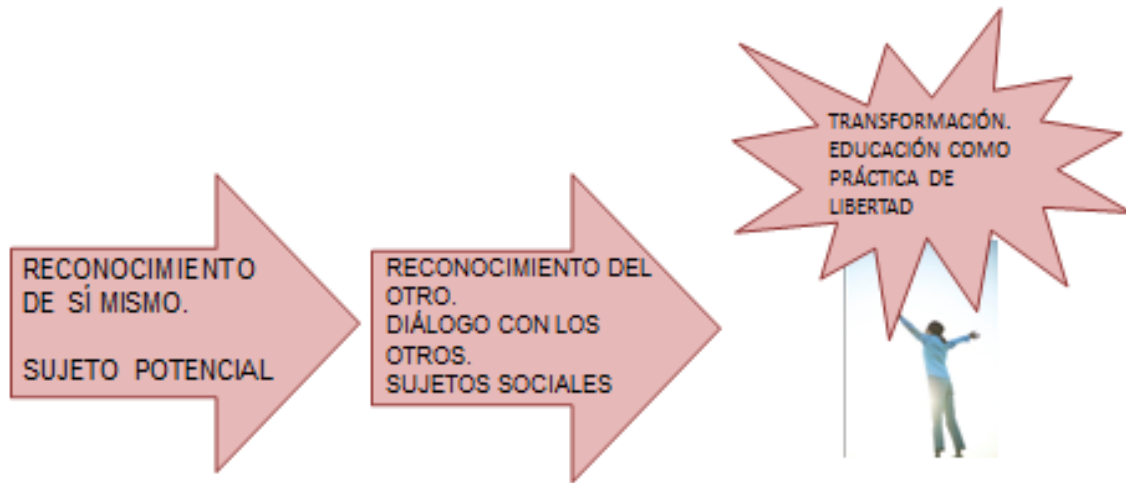 RECONOCIMIENTO
DE SÍ MISMO.
SUJETO POTENCIAL
RECONOCIMIENTO DEL
OTRO.
DIÁLOGO CON LOS
OTROS.
SUJETOS SOCIALES
TRANSFORMACIÓN.
EDUCACIÓN COMO
PRÁCTICA DE
LIBERTAD